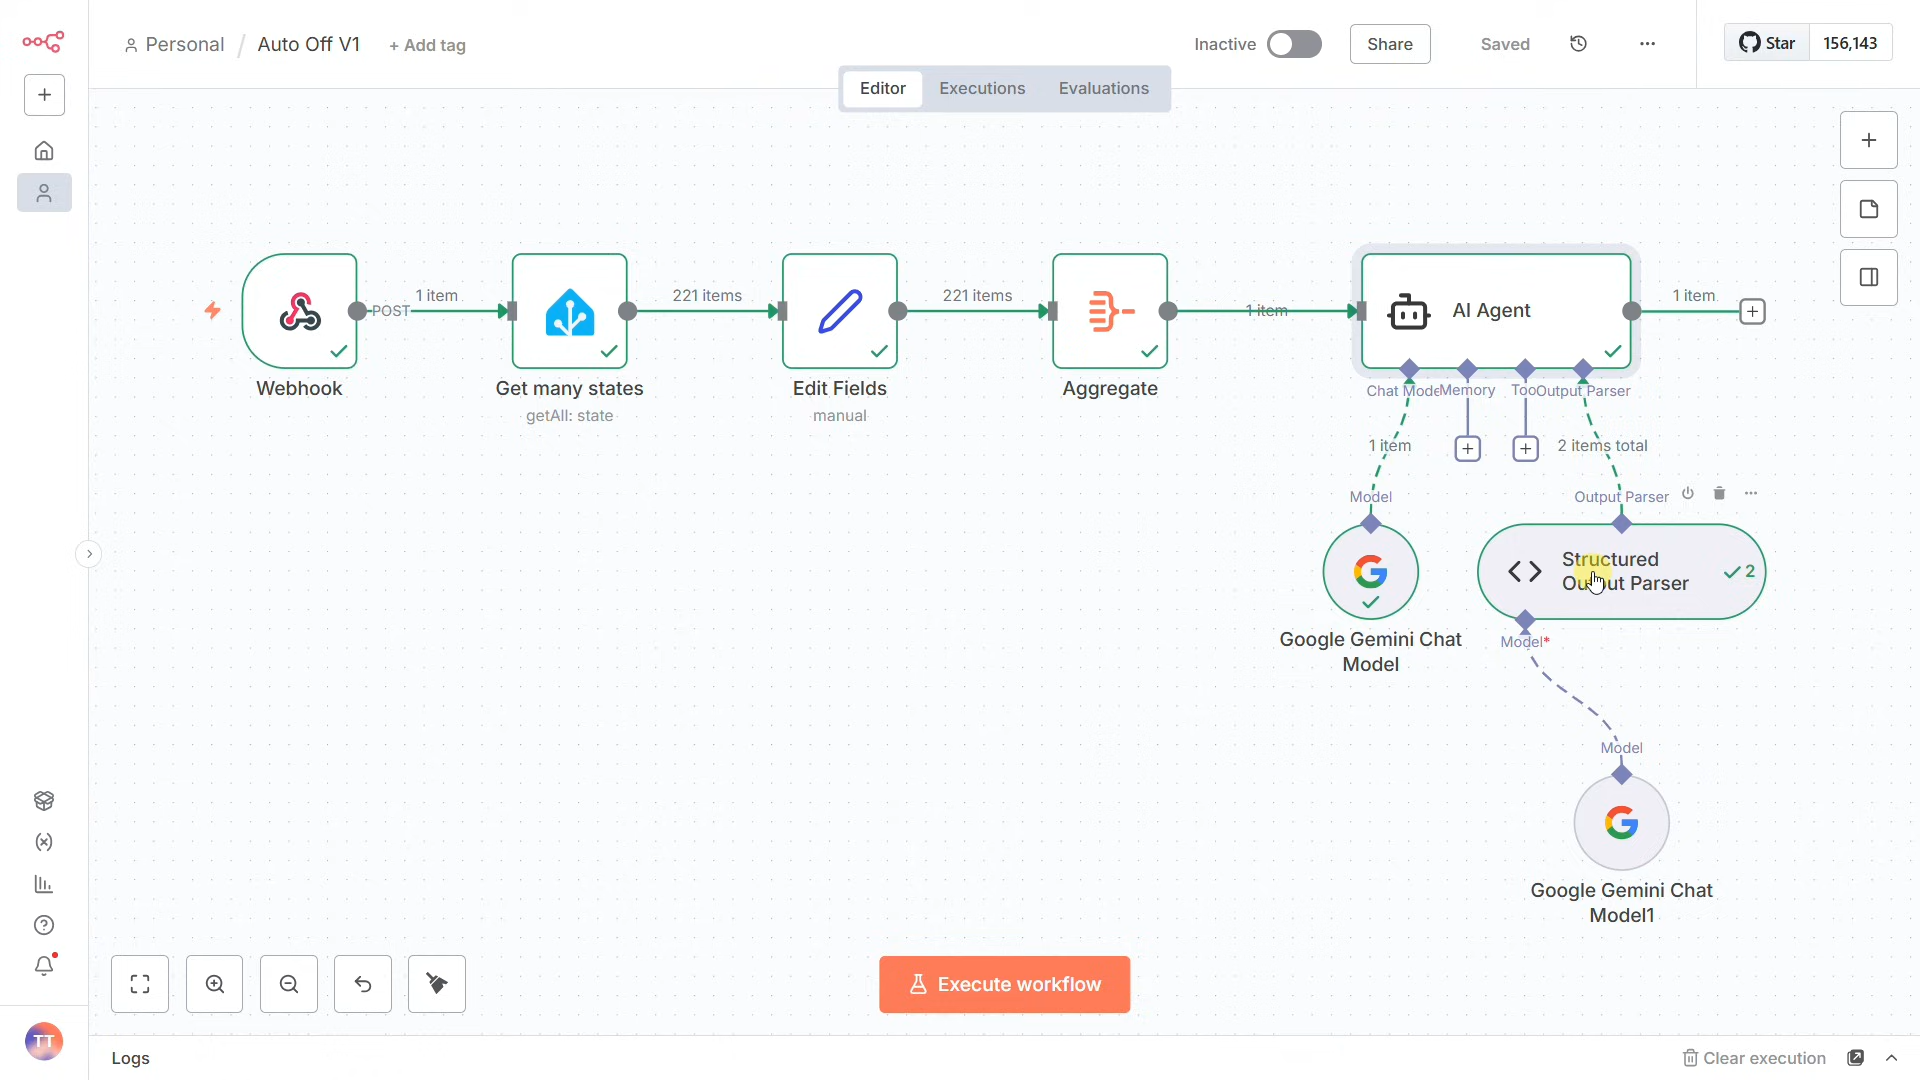 Personal / Auto Off V1 + Add tag
Inactive
Share
Saved
Star 156,143
Editor Executions Evaluations
POST
1 item
221 items
221 items
1 item
AI Agent
1 item
Webhook
Get many states
getAll: state
Edit Fields
manual
Aggregate
Chat Mode
Memory
Too
Output Parser
1 item
2 items total
Model
Output Parser
Structured
Output Parser
2
Google Gemini Chat
Model
Model*
Model
Google Gemini Chat
Model1
Execute workflow
TT
Logs
Clear execution